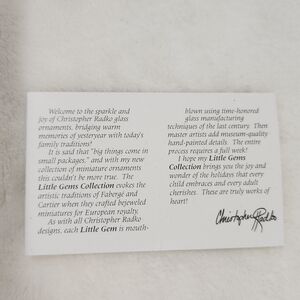 Welcome to the sparkle and
joy of Christopher Radko glass
ornaments, bridging warm
memories of yesteryear with today's
family traditions!
It is said that "big things come in
small packages," and with my new
collection of miniature ornaments
this couldn't be more true. The
Little Gems Collection evokes the
artistic traditions of Fabergé and
Cartier when they crafted bejeweled
miniatures for European royalty.
As with all Christopher Radko
designs, each Little Gem is mouth-
blown using time-honored
glass manufacturing
techniques of the last century. Then
master artists add museum-quality
hand-painted details. The entire
process requires a full week!
I hope my Little Gems
Collection brings you the joy and
wonder of the holidays that every
child embraces and every adult
cherishes. These are truly works of
heart!
Christopher Radko